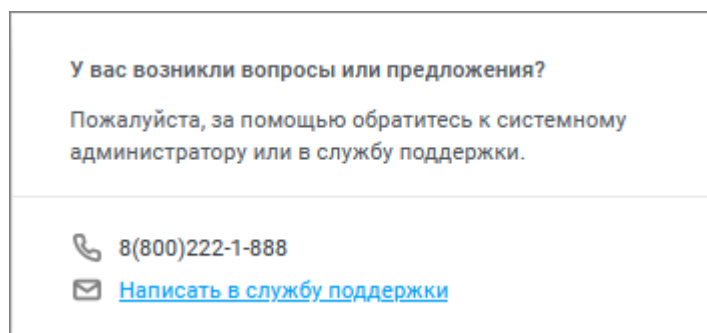 У вас возникли вопросы или предложения?
Пожалуйста, за помощью обратитесь к системному
администратору или в службу поддержки.
8(800)222-1-888
Написать в службу поддержки